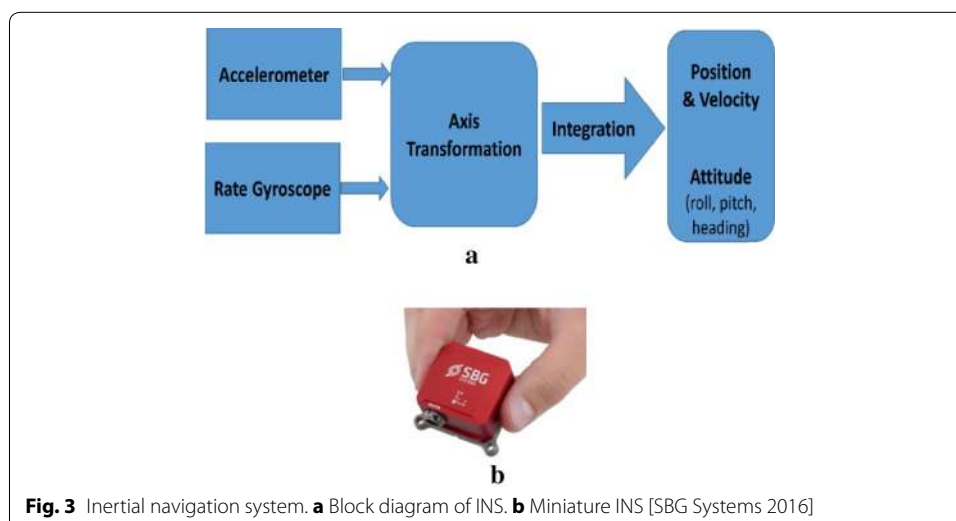 Accelerometer
Rate Gyroscope
Axis
Transformation
Integration
Position
& Velocity
Attitude
(roll, pitch,
heading)
a
SBG
b
Fig. 3 Inertial navigation system. a Block diagram of INS. b Miniature INS [SBG Systems 2016]